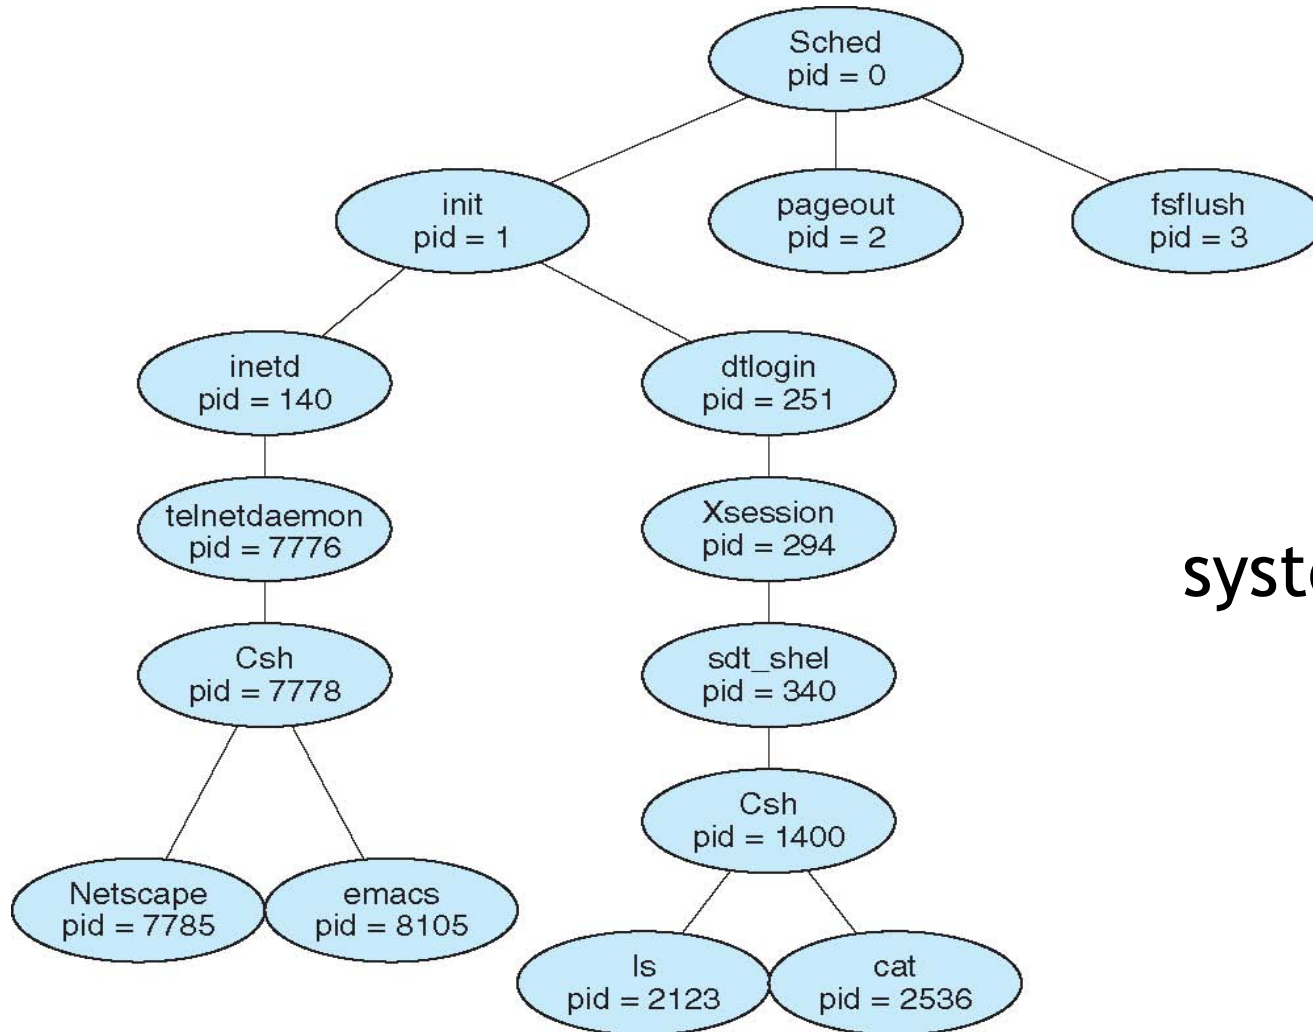 Sched
pid = 0
init
pid = 1
pageout
pid = 2
fsflush
pid = 3
inetd
pid = 140
dtlogin
pid = 251
telnetdaemon
pid = 7776
Xsession
pid = 294
Csh
pid = 7778
sdt_shel
pid = 340
Csh
pid = 1400
Netscape
pid = 7785
emacs
pid = 8105
ls
pid = 2123
cat
pid = 2536